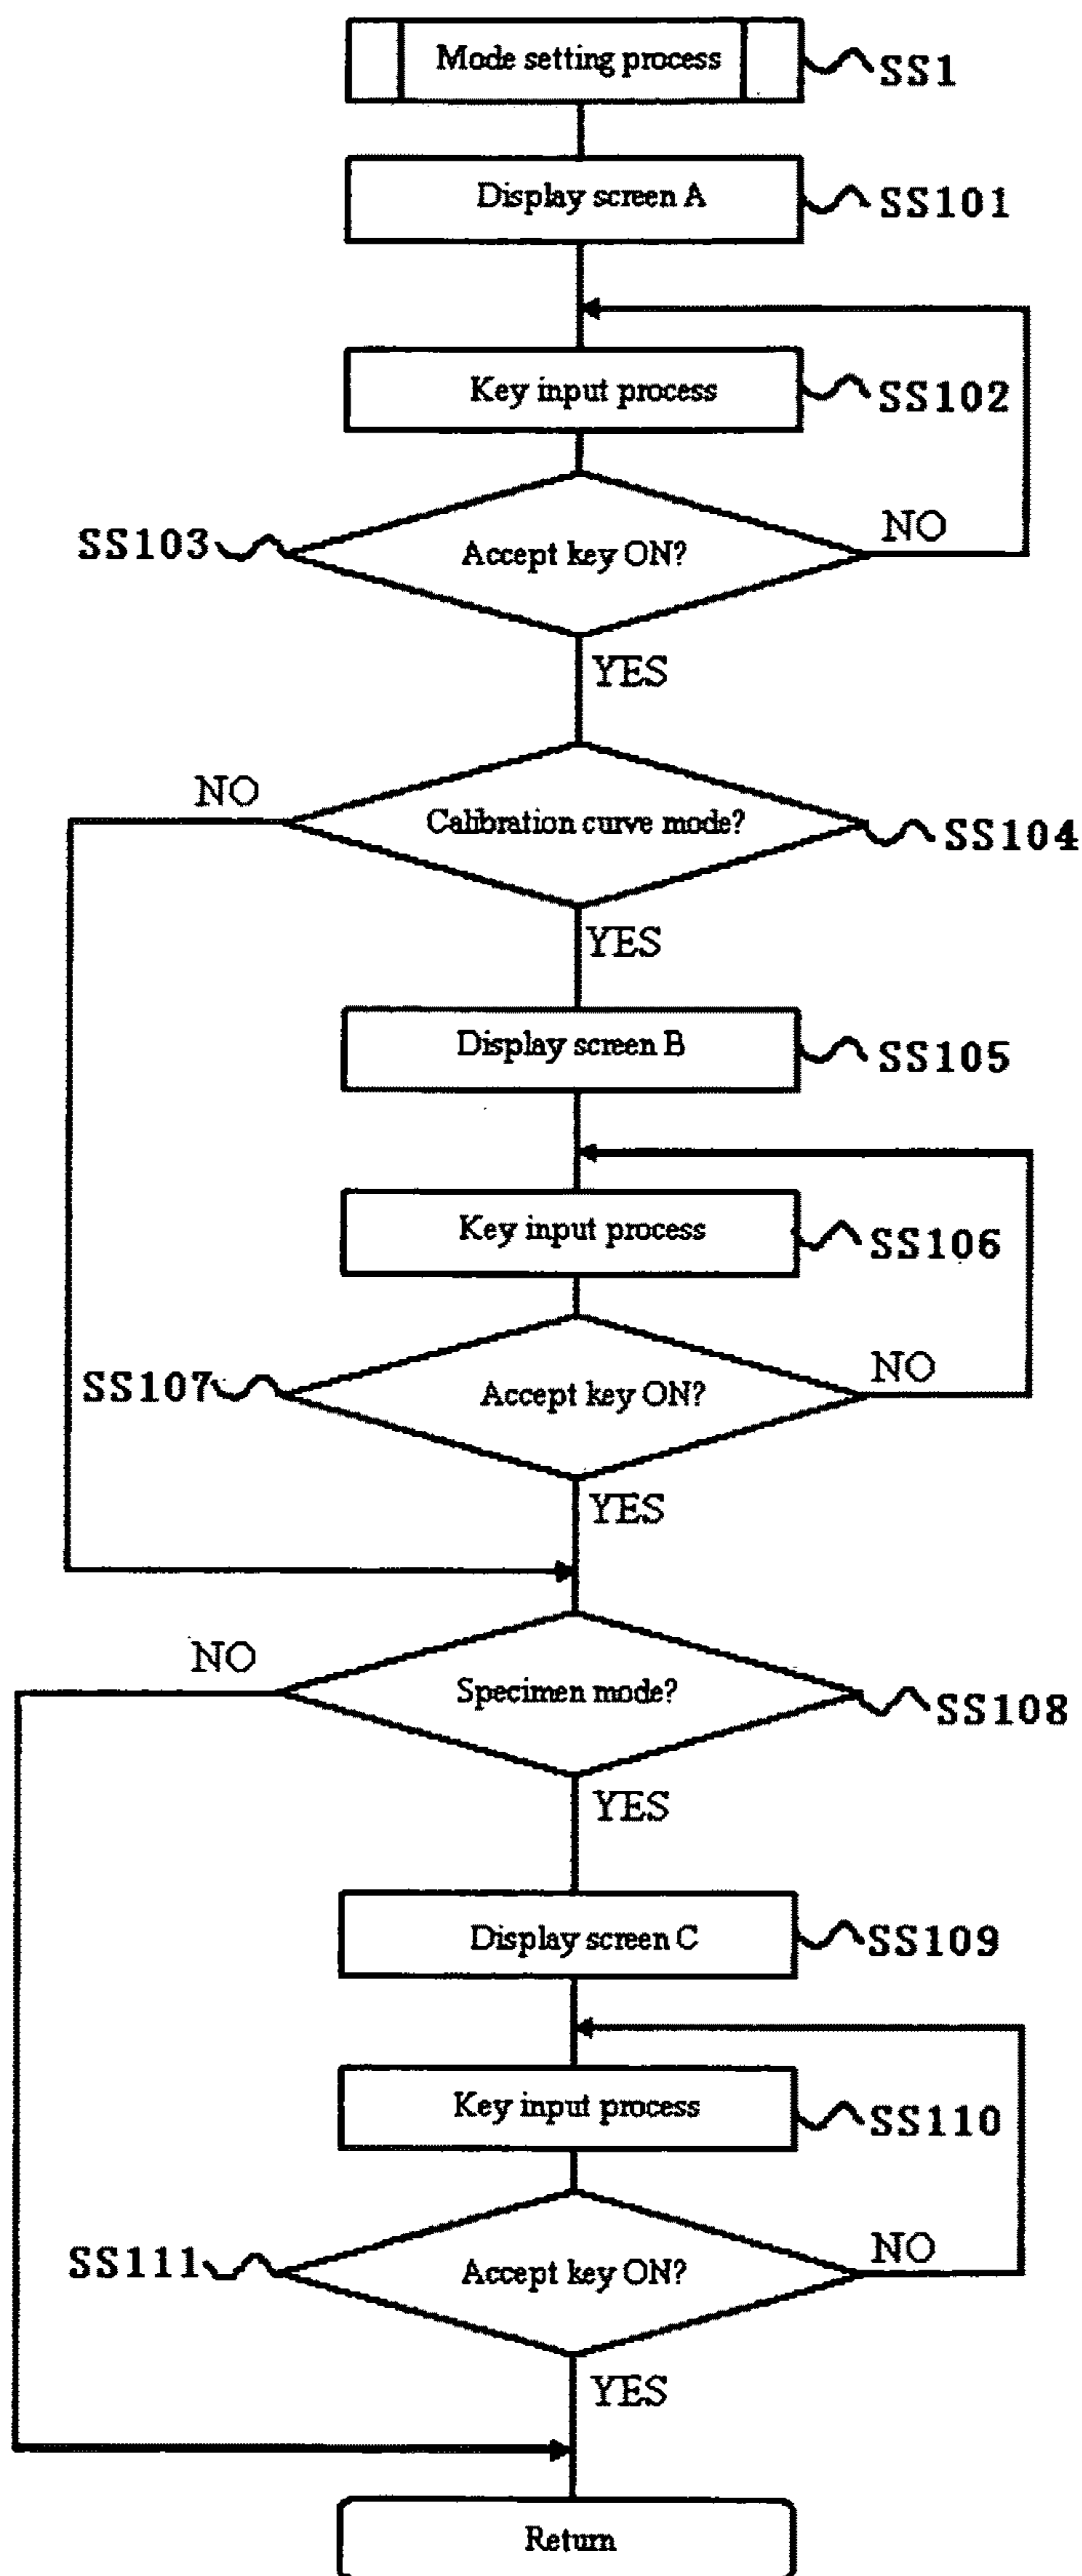 Mode setting process
SS1
Display screen A
SS101
Key input process
SS102
SS103
Accept key ON?
NO
YES
NO
Calibration curve mode?
SS104
YES
Display screen B
SS105
Key input process
SS106
SS107
Accept key ON?
NO
YES
NO
Specimen mode?
SS108
YES
Display screen C
SS109
Key input process
SS110
SS111
Accept key ON?
NO
YES
Return